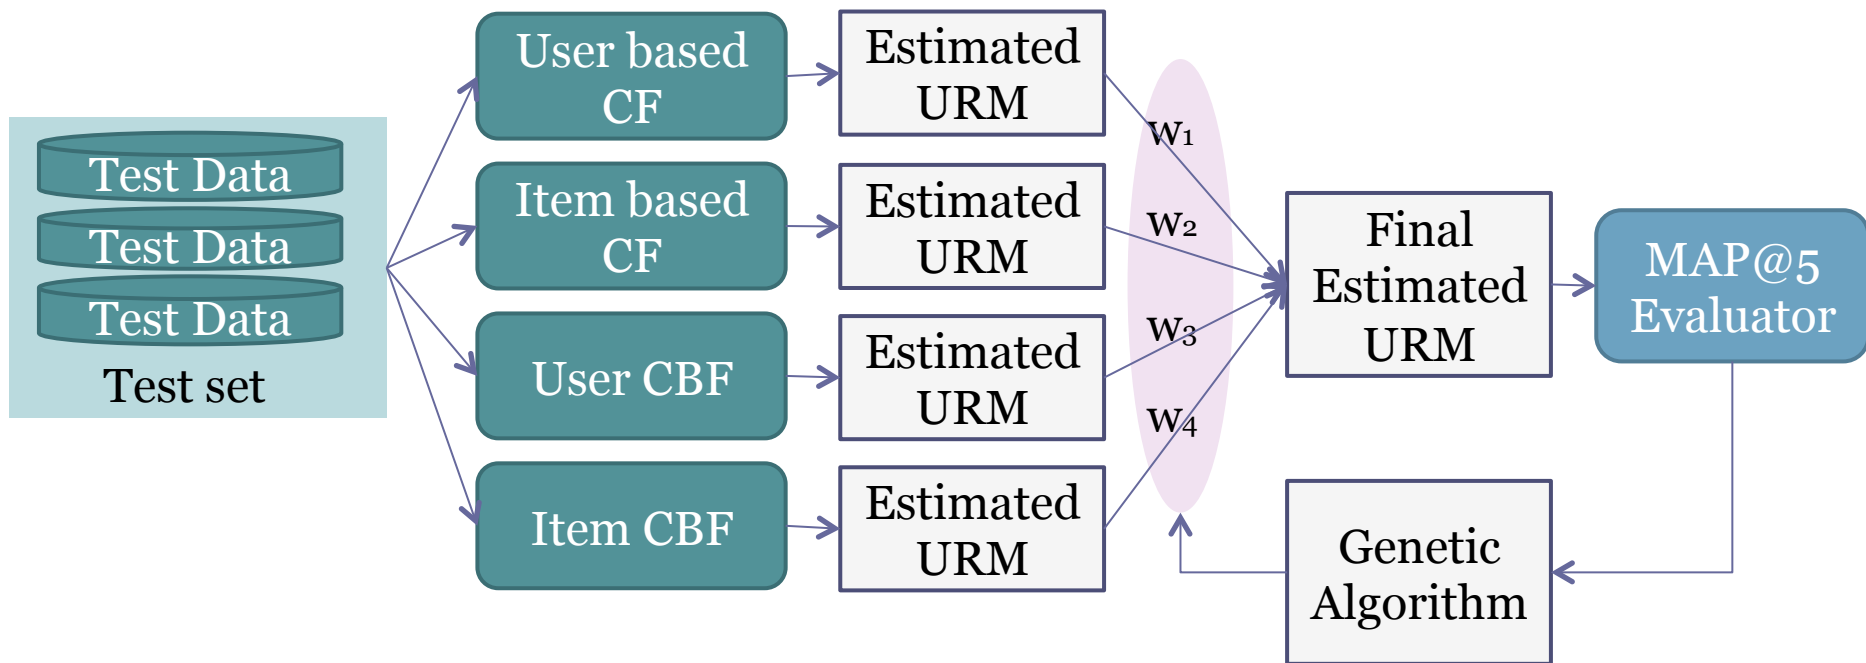 Test Data
Test Data
Test Data
Test set
User based
CF
Item based
CF
User CBF
Item CBF
Estimated
URM
Estimated
URM
Estimated
URM
Estimated
URM
w1
w2
w3
w4
Final
Estimated
URM
MAP@5
Evaluator
Genetic
Algorithm